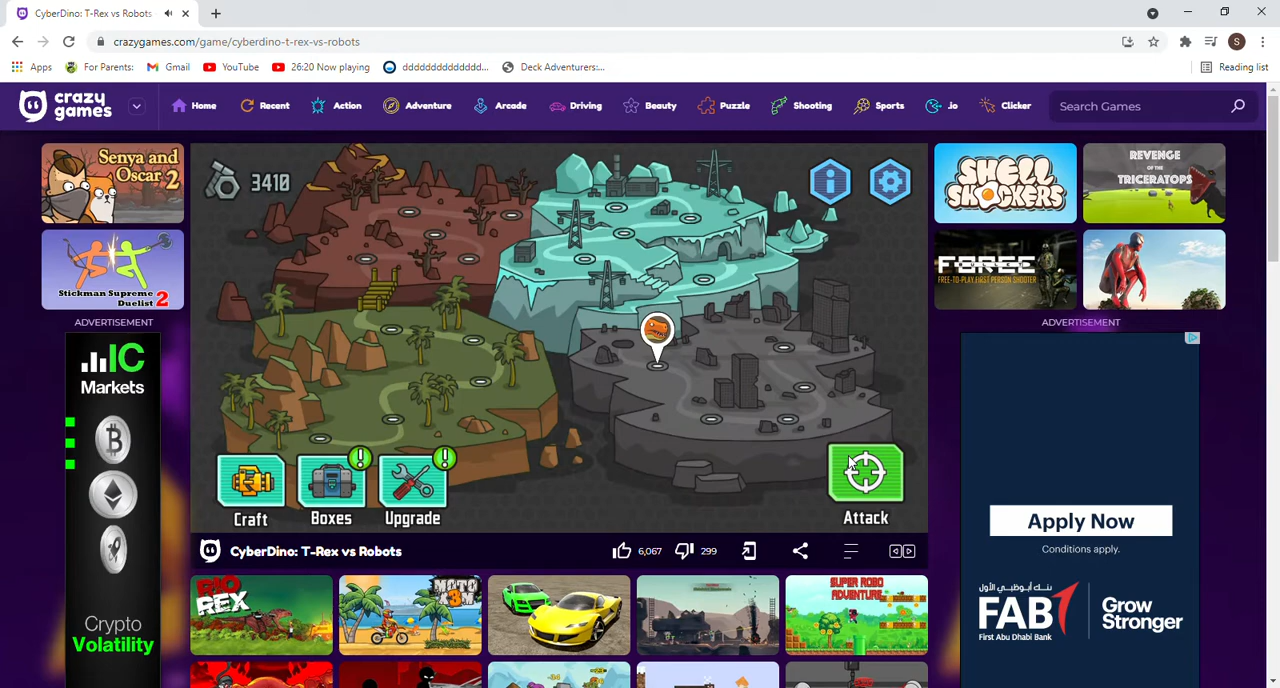 CyberDino: T-Rex vs Robots
crazygames.com/game/cyberdino-t-rex-vs-robots
S
Apps
For Parents:
Gmail
YouTube
26:20 Now playing
dddddddddddddd...
Deck Adventurers:...
Reading list
crazy
games
Home
Recent
Action
Adventure
Arcade
Driving
Beauty
Puzzle
Shooting
Sports
.io
Clicker
Search Games
Senya and
Oscar 2
Stickman Supreme
Duelist 2
ADVERTISEMENT
IC
Markets
Crypto
Volatility
3410
Craft
Boxes
Upgrade
Attack
SHELL
SHOCKERS
REVENGE
OF THE
TRICERATOPS
FREE-TO-PLAY FIRST PERSON SHOOTER
ADVERTISEMENT
Apply Now
Conditions apply.
بنك أبوظبي الأول
FAB
First Abu Dhabi Bank
Grow
Stronger
CyberDino: T-Rex vs Robots
6,067
299
RIO
REX
MOTO
3M
SUPER ROBO
ADVENTURE